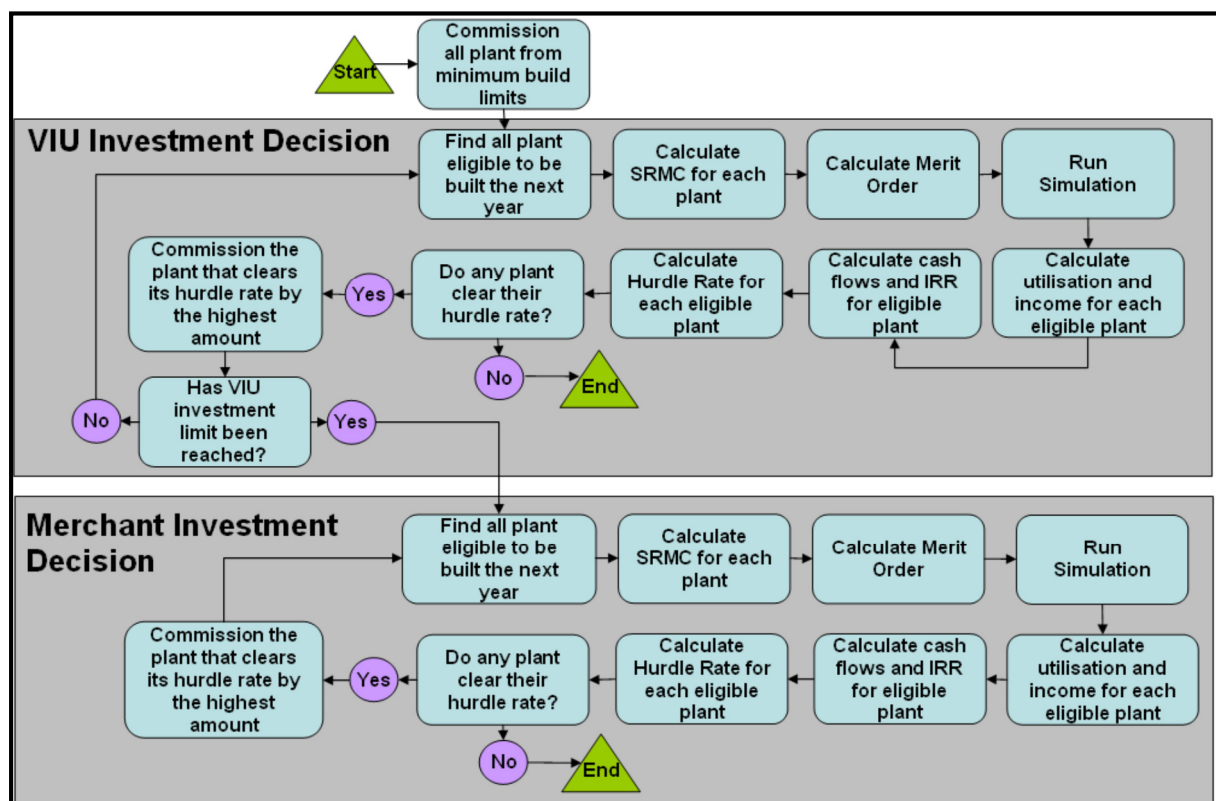 Start
Commission
all plant from
minimum build
limits
VIU Investment Decision
Find all plant
eligible to be
built the next
year
Calculate
SRMC for each
plant
Calculate Merit
Order
Run
Simulation
Calculate
utilisation and
income for each
eligible plant
Calculate cash
flows and IRR
for eligible
plant
Calculate
Hurdle Rate for
each eligible
plant
Do any plant
clear their
hurdle rate?
Yes
Commission the
plant that clears
its hurdle rate by
the highest
amount
No
End
Has VIU
investment
limit been
reached?
No
Yes
Merchant Investment
Decision
Find all plant
eligible to be
built the next
year
Calculate
SRMC for each
plant
Calculate Merit
Order
Run
Simulation
Calculate
utilisation and
income for each
eligible plant
Calculate cash
flows and IRR
for eligible
plant
Calculate
Hurdle Rate for
each eligible
plant
Do any plant
clear their
hurdle rate?
Yes
Commission the
plant that clears
its hurdle rate by
the highest
amount
No
End